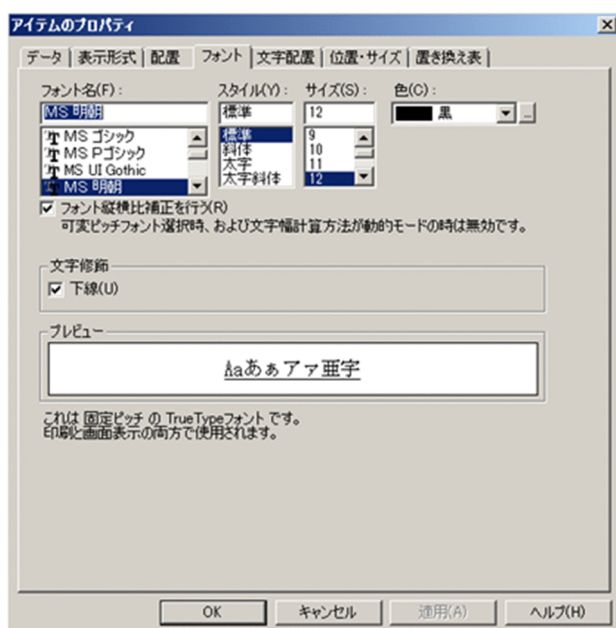 アイテムのプロパティ
データ 表示形式 配置 フォント 文字配置 位置・サイズ 置き換え表
フォント名(F): スタイル(Y): サイズ(S): 色(C):
MS 明朝 標準 12 黒 ...
MS ゴシック 標準 9
MS Pゴシック 斜体 10
MS UI Gothic 太字 11
MS 明朝 太字斜体 12
フォント縦横比補正を行う(R)
可変ピッチフォント選択時、および文字幅計算方法が動的モードの時は無効です。
文字修飾
下線(U)
プレビュー
Aaあぁアァ亜宇
これは 固定ピッチ の TrueTypeフォント です。
印刷と画面表示の両方で使用されます。
OK キャンセル 適用(A) ヘルプ(H)